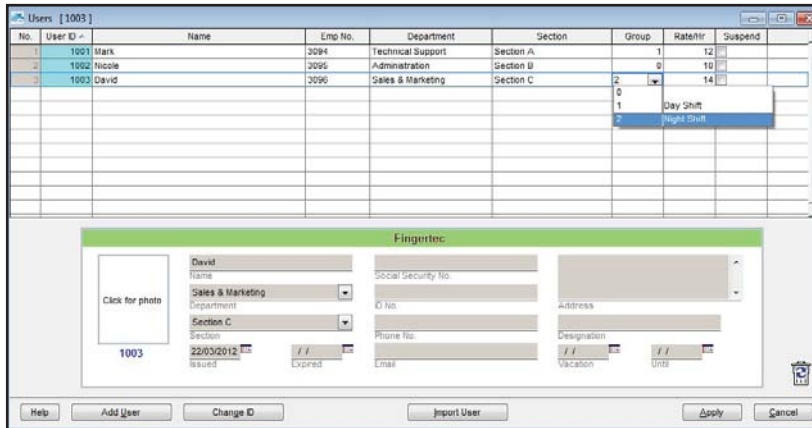 Users [ 1003 ]
No. User ID Name Emp No. Department Section Group Rate/Hr Suspend
1 1001 Mark 3094 Technical Support Section A 1 12
2 1002 Nicole 3095 Administration Section B 0 10
3 1003 David 3096 Sales & Marketing Section C 2 14
0
1 Day Shift
2 Night Shift
Fingertec
Click for photo
1003
David
Name
Social Security No.
Sales & Marketing
Department
ID No.
Address
Section C
Section
Phone No.
Designation
22/03/2012 / / / / / /
Issued Expired Email Vacation Until
Help Add User Change ID Import User Apply Cancel